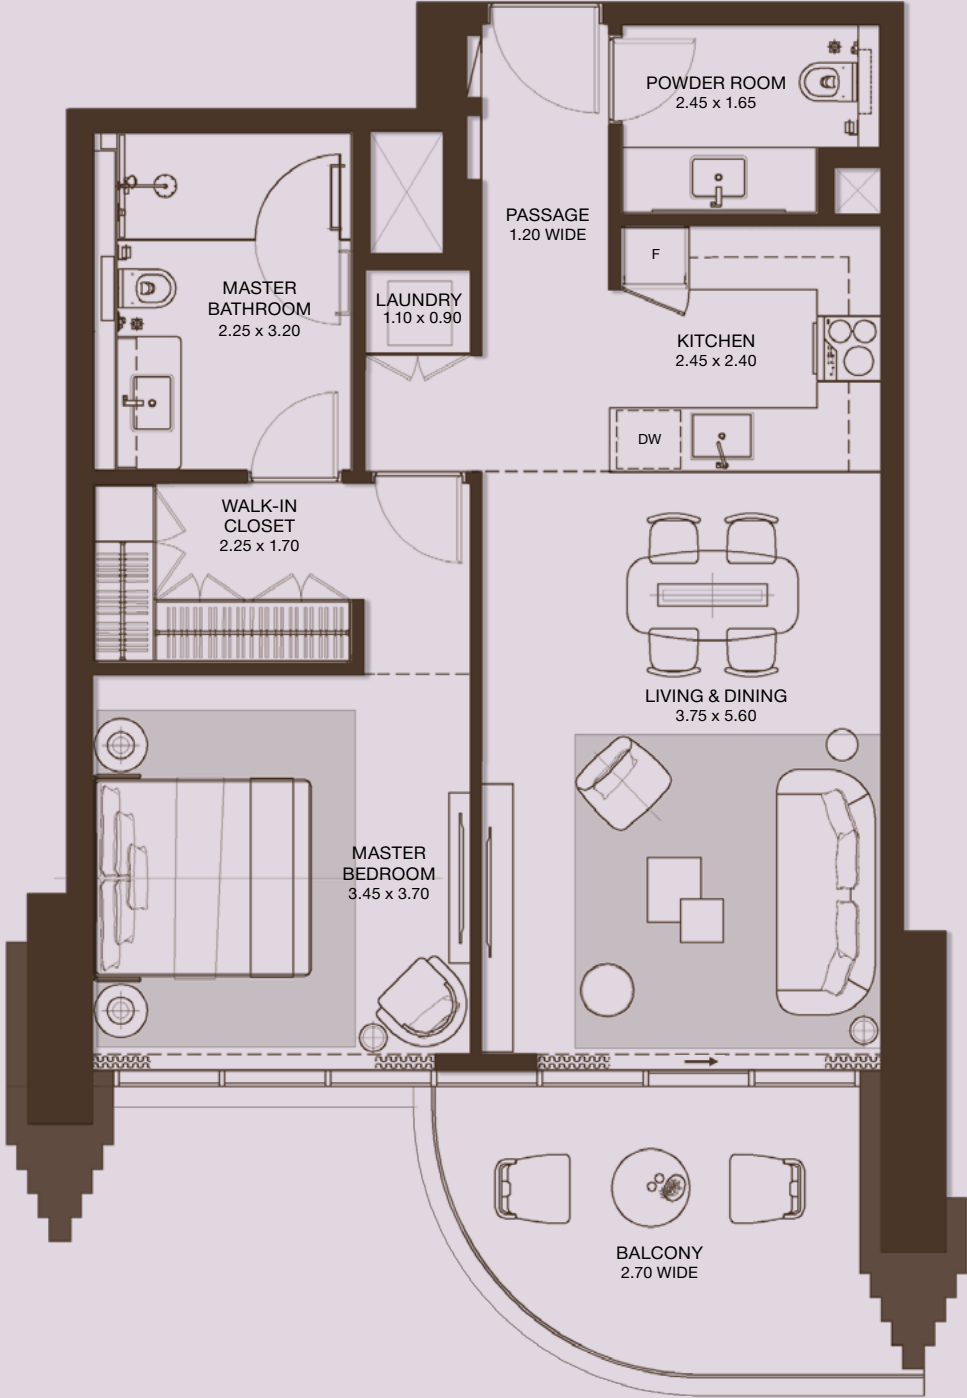 POWDER ROOM
2.45 x 1.65
PASSAGE
1.20 WIDE
F
MASTER
BATHROOM
2.25 x 3.20
LAUNDRY
1.10 x 0.90
KITCHEN
2.45 x 2.40
DW
WALK-IN
CLOSET
2.25 x 1.70
LIVING & DINING
3.75 x 5.60
MASTER
BEDROOM
3.45 x 3.70
BALCONY
2.70 WIDE